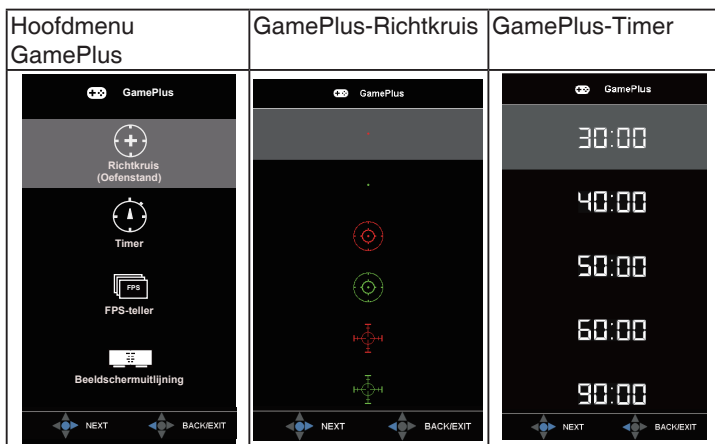 Hoofdmenu
GamePlus
GamePlus-Richtkruis
GamePlus-Timer
GamePlus
Richtkruis
(Oefenstand)
Timer
FPS
FPS-teller
Beeldschermuitlijning
NEXT BACK/EXIT
GamePlus
NEXT BACK/EXIT
GamePlus
30:00
40:00
50:00
60:00
90:00
NEXT BACK/EXIT